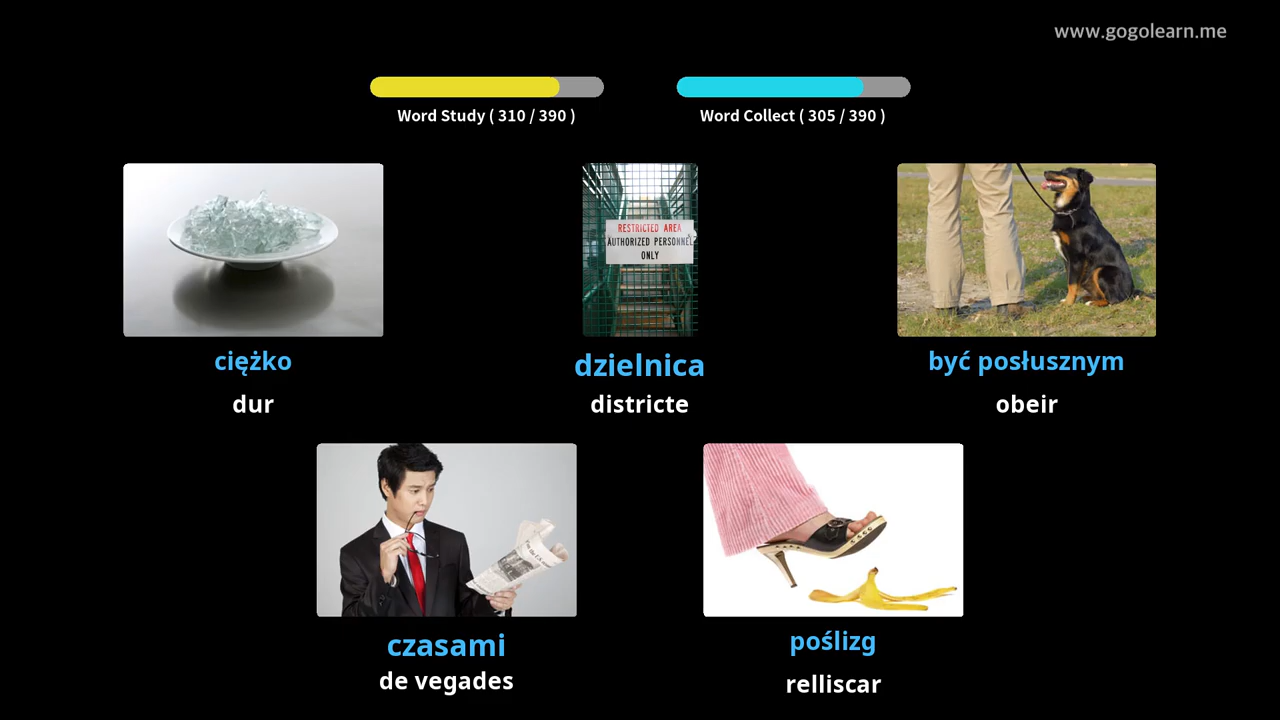 www.gogolearn.me
Word Study ( 310 / 390 )
Word Collect ( 305 / 390 )
RESTRICTED AREA
AUTHORIZED PERSONNEL
ONLY
ciężko
dzielnica
być posłusznym
dur
districte
obeir
czasami
poślizg
de vegades
relliscar